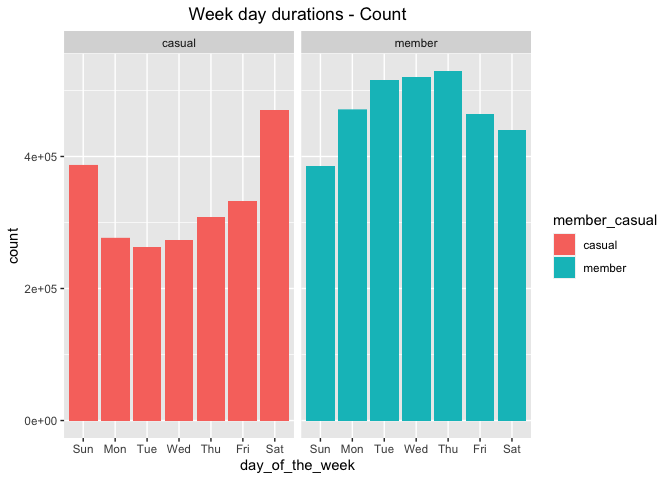 Week day durations - Count
casual
member
4e+05
2e+05
0e+00
count
Sun Mon Tue Wed Thu Fri Sat
Sun Mon Tue Wed Thu Fri Sat
day_of_the_week
member_casual
casual
member